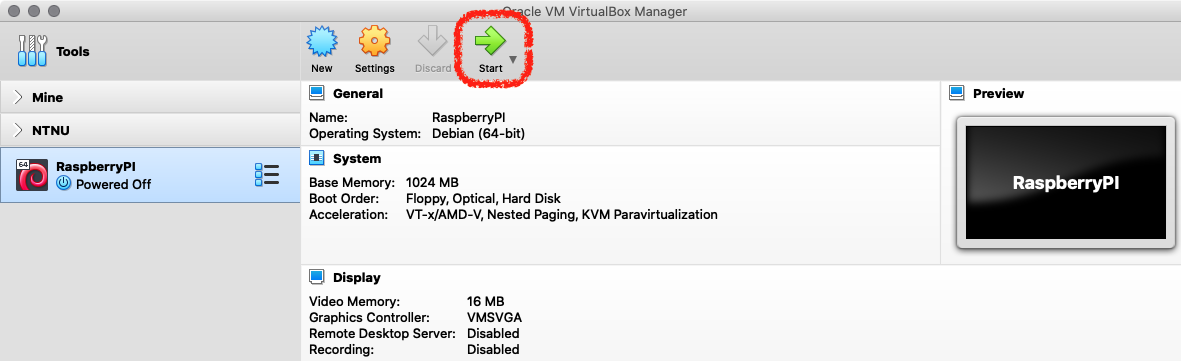 Oracle VM VirtualBox Manager
Tools
New
Settings
Discard
Start
Mine
NTNU
64
RaspberryPI
Powered Off
General
Name: RaspberryPI
Operating System: Debian (64-bit)
System
Base Memory: 1024 MB
Boot Order: Floppy, Optical, Hard Disk
Acceleration: VT-x/AMD-V, Nested Paging, KVM Paravirtualization
Display
Video Memory: 16 MB
Graphics Controller: VMSVGA
Remote Desktop Server: Disabled
Recording: Disabled
Preview
RaspberryPI